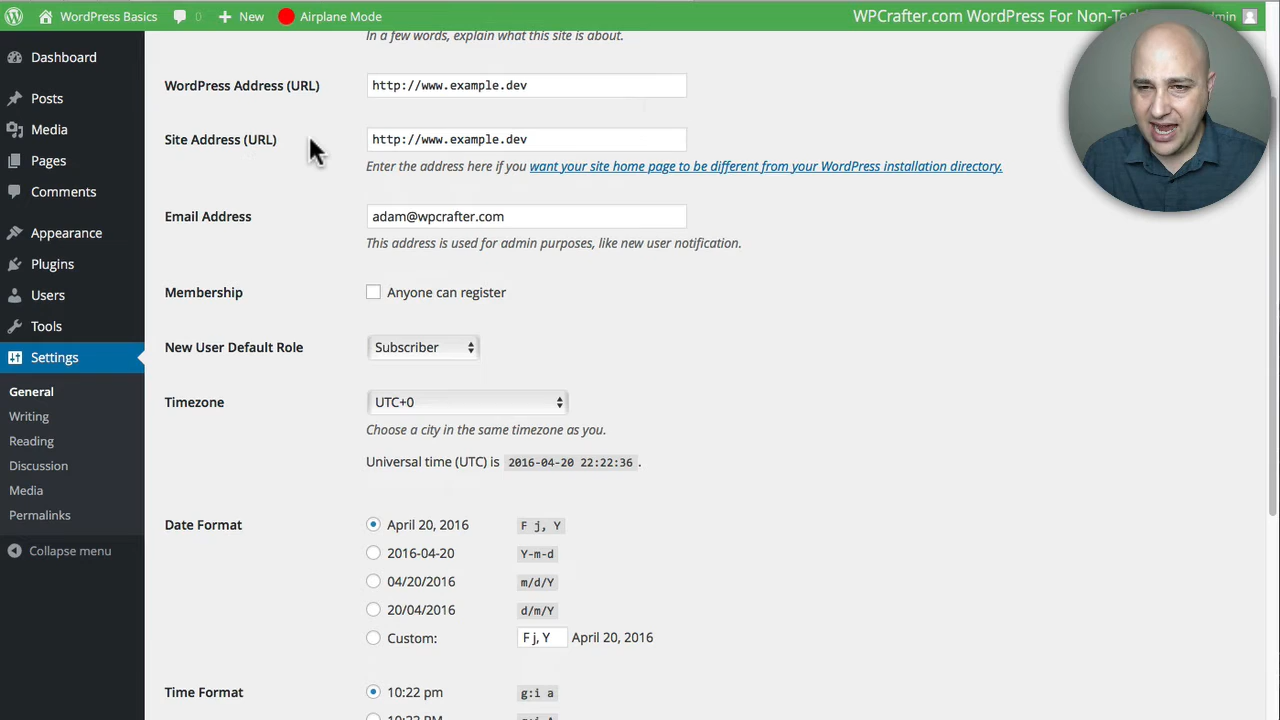 WordPress Basics 0 New Airplane Mode WPCrafter.com WordPress For Non-Te min
Dashboard
Posts
Media
Pages
Comments
Appearance
Plugins
Users
Tools
Settings
General
Writing
Reading
Discussion
Media
Permalinks
Collapse menu
In a few words, explain what this site is about.
WordPress Address (URL) http://www.example.dev
Site Address (URL) http://www.example.dev
Enter the address here if you want your site home page to be different from your WordPress installation directory.
Email Address adam@wpcrafter.com
This address is used for admin purposes, like new user notification.
Membership Anyone can register
New User Default Role Subscriber
Timezone UTC+0
Choose a city in the same timezone as you.
Universal time (UTC) is 2016-04-20 22:22:36 .
Date Format April 20, 2016 F j, Y
2016-04-20 Y-m-d
04/20/2016 m/d/Y
20/04/2016 d/m/Y
Custom: F j, Y April 20, 2016
Time Format 10:22 pm g:i a
10:22 PM g:i A